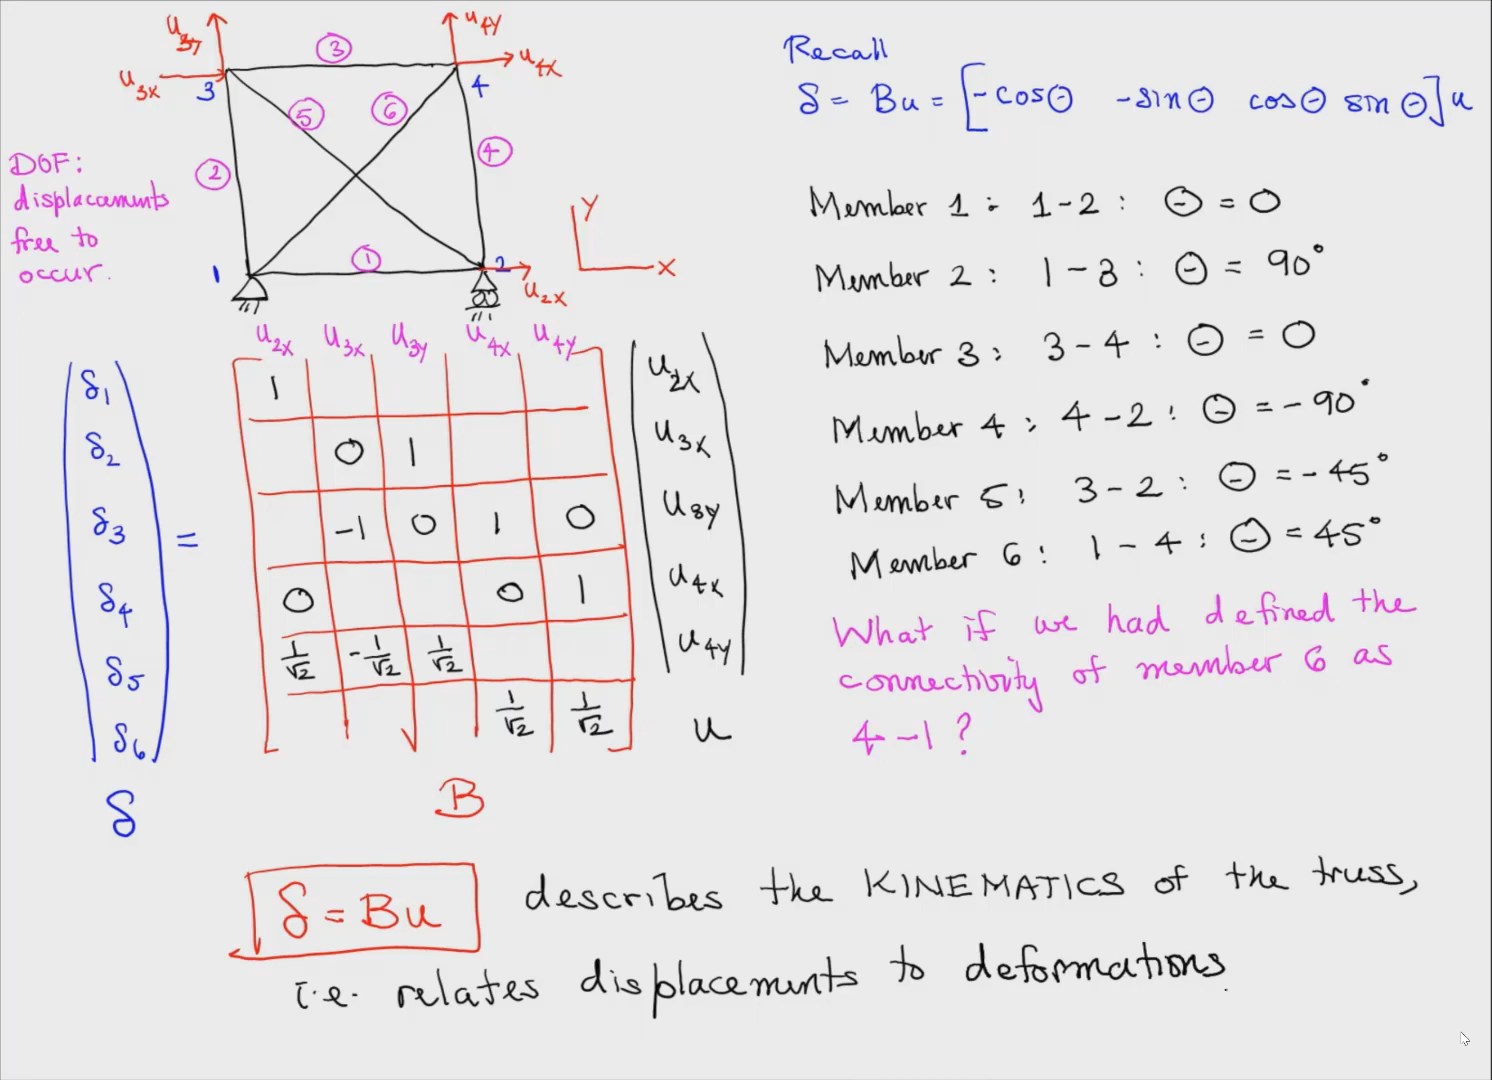 u3y
u4y
③
u3x
3
4
u4x
⑤
⑥
②
④
DOF:
displacements
free to
occur.
Y
X
1
①
2
u2x
Recall
δ = Bu = [-cosθ -sinθ cosθ sinθ]u
Member 1: 1-2: θ = 0
Member 2: 1-3: θ = 90°
Member 3: 3-4: θ = 0
Member 4: 4-2: θ = -90°
Member 5: 3-2: θ = -45°
Member 6: 1-4: θ = 45°
What if we had defined the
connectivity of member 6 as
4-1?
u2x u3x u3y u4x u4y
δ1 1 u2x
δ2 0 1 u3x
δ3 = -1 0 1 0 u3y
δ4 0 0 1 u4x
δ5 1/√2 -1/√2 1/√2 u4y
δ6 1/√2 1/√2
δ B u
δ = Bu describes the KINEMATICS of the truss,
i.e. relates displacements to deformations.